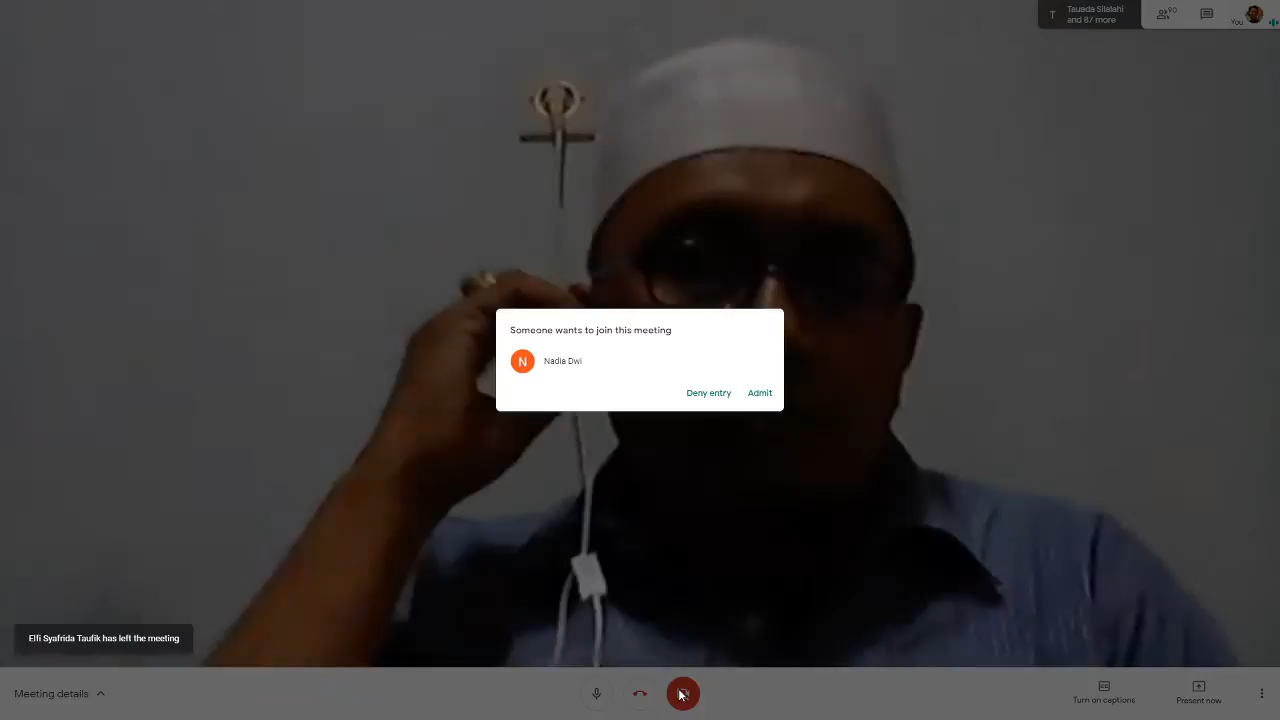 T
Tauada Silalahi
and 87 more
90
You
Someone wants to join this meeting
N
Nadia Dwi
Deny entry
Admit
Elfi Syafrida Taufik has left the meeting
Meeting details
CC
Turn on captions
Present now